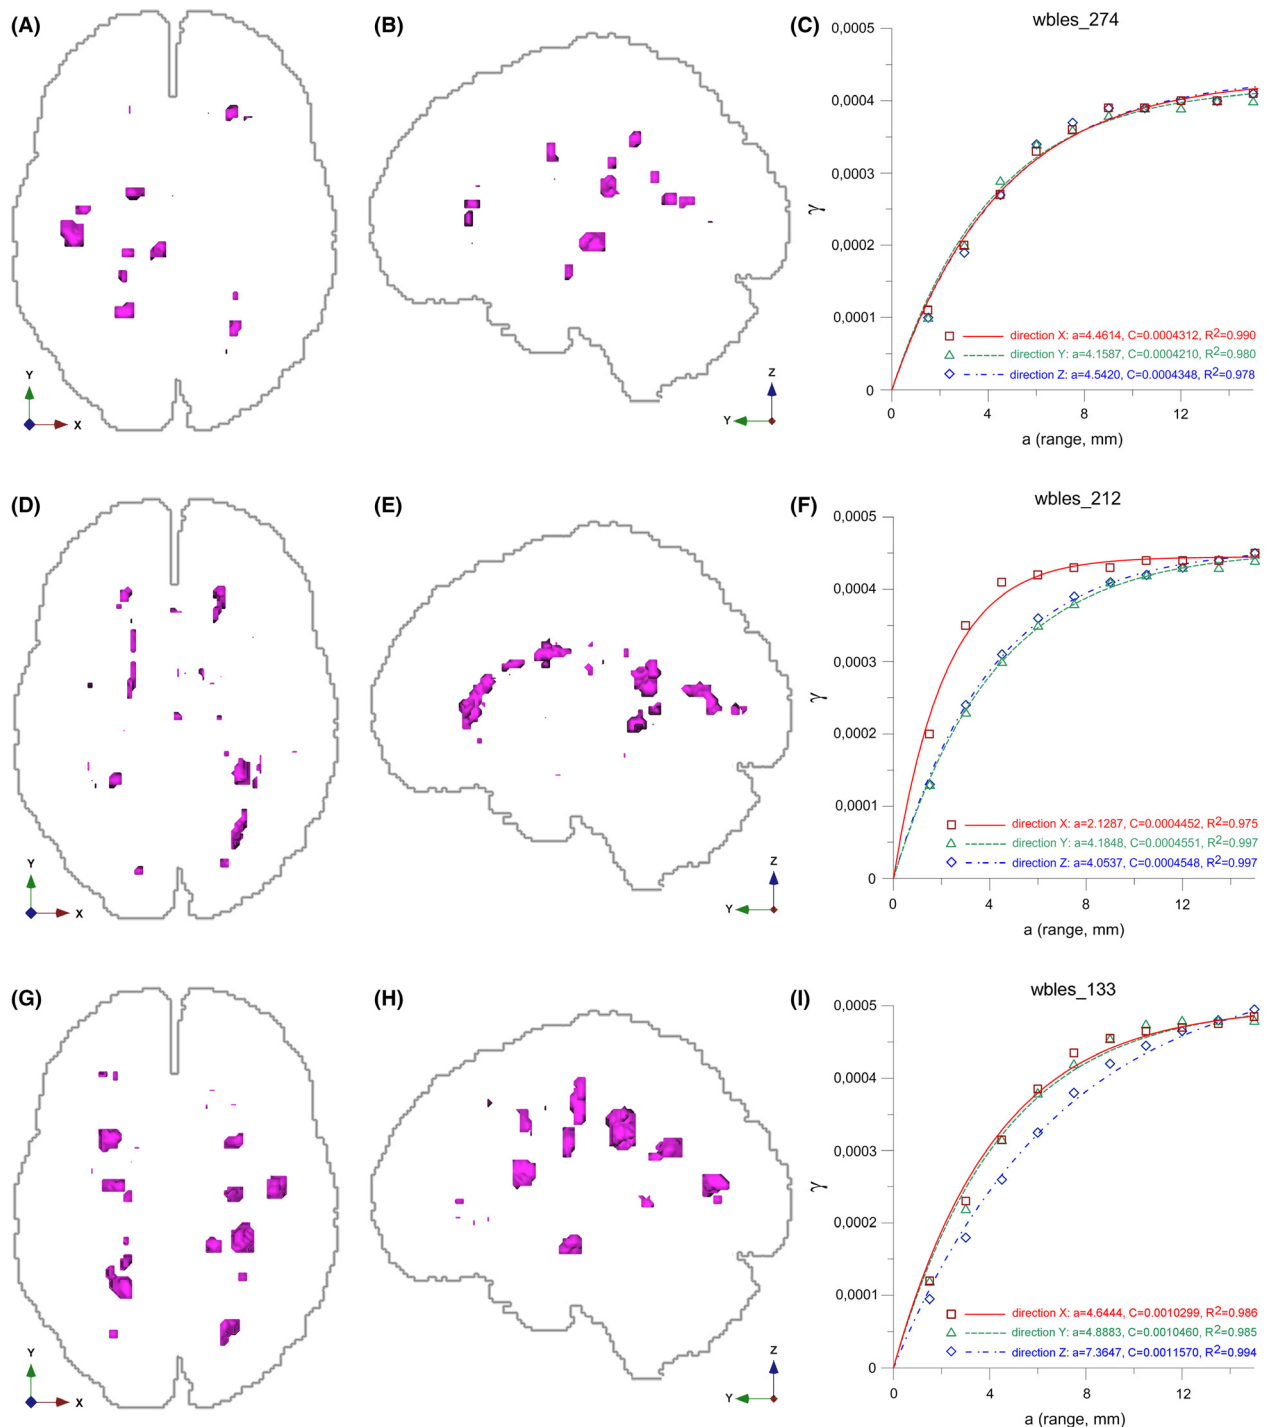 (A)
(B)
(C)
wbles_274
0,0005
0,0004
0,0003
γ
0,0002
0,0001
0
0 4 8 12
direction X: a=4.4614, C=0.0004312, R2=0.990
direction Y: a=4.1587, C=0.0004210, R2=0.980
direction Z: a=4.5420, C=0.0004348, R2=0.978
a (range, mm)
Y
X
Z
Y
(D)
(E)
(F)
wbles_212
0,0005
0,0004
0,0003
γ
0,0002
0,0001
0
0 4 8 12
direction X: a=2.1287, C=0.0004452, R2=0.975
direction Y: a=4.1848, C=0.0004551, R2=0.997
direction Z: a=4.0537, C=0.0004548, R2=0.997
a (range, mm)
Y
X
Z
Y
(G)
(H)
(I)
wbles_133
0,0005
0,0004
0,0003
γ
0,0002
0,0001
0
0 4 8 12
direction X: a=4.6444, C=0.0010299, R2=0.986
direction Y: a=4.8883, C=0.0010460, R2=0.985
direction Z: a=7.3647, C=0.0011570, R2=0.994
a (range, mm)
Y
X
Z
Y